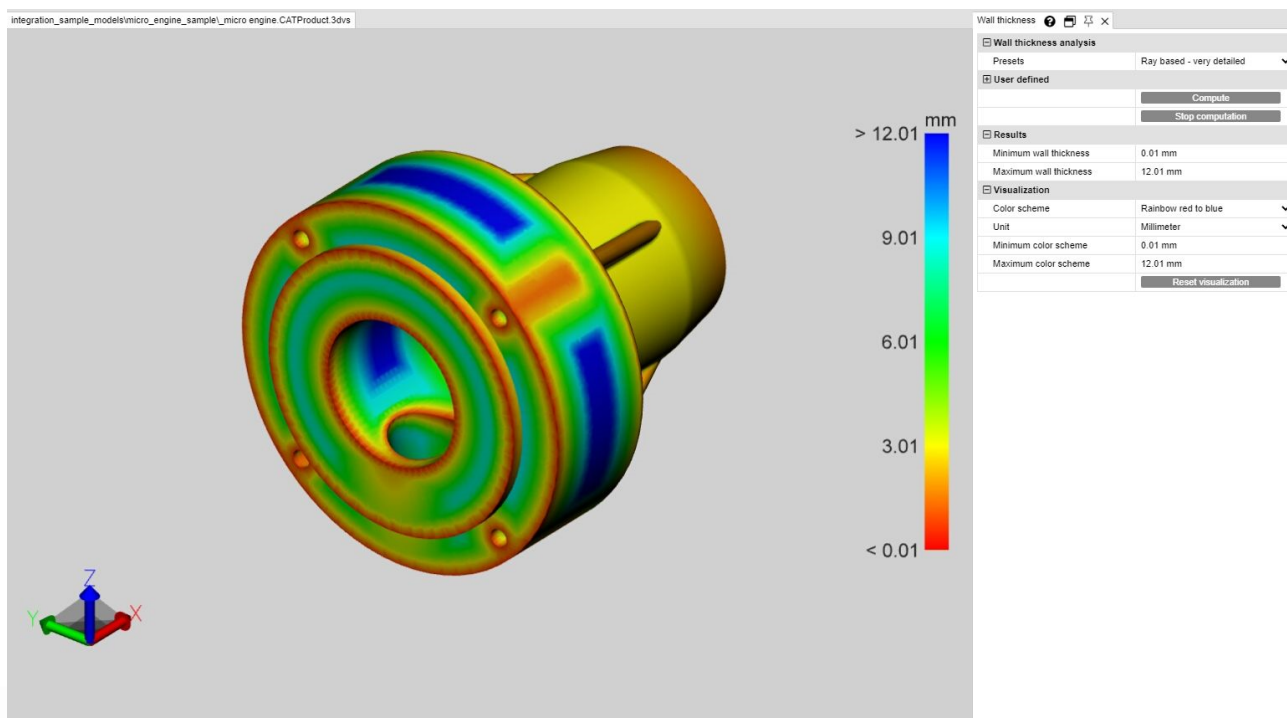 integration_sample_models\micro_engine_sample\_micro engine.CATProduct.3dvs
Wall thickness
Wall thickness analysis
Presets Ray based - very detailed
User defined
Compute
Stop computation
Results
Minimum wall thickness 0.01 mm
Maximum wall thickness 12.01 mm
Visualization
Color scheme Rainbow red to blue
Unit Millimeter
Minimum color scheme 0.01 mm
Maximum color scheme 12.01 mm
Reset visualization
mm
> 12.01
9.01
6.01
3.01
< 0.01
Z
Y
X